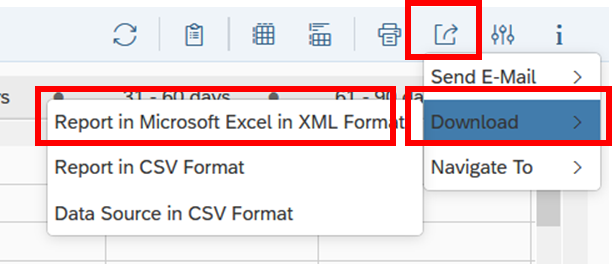 Send E-Mail
s 31 - 60 days 61 - 90 da
Report in Microsoft Excel in XML Format
Download
Report in CSV Format
Navigate To
Data Source in CSV Format